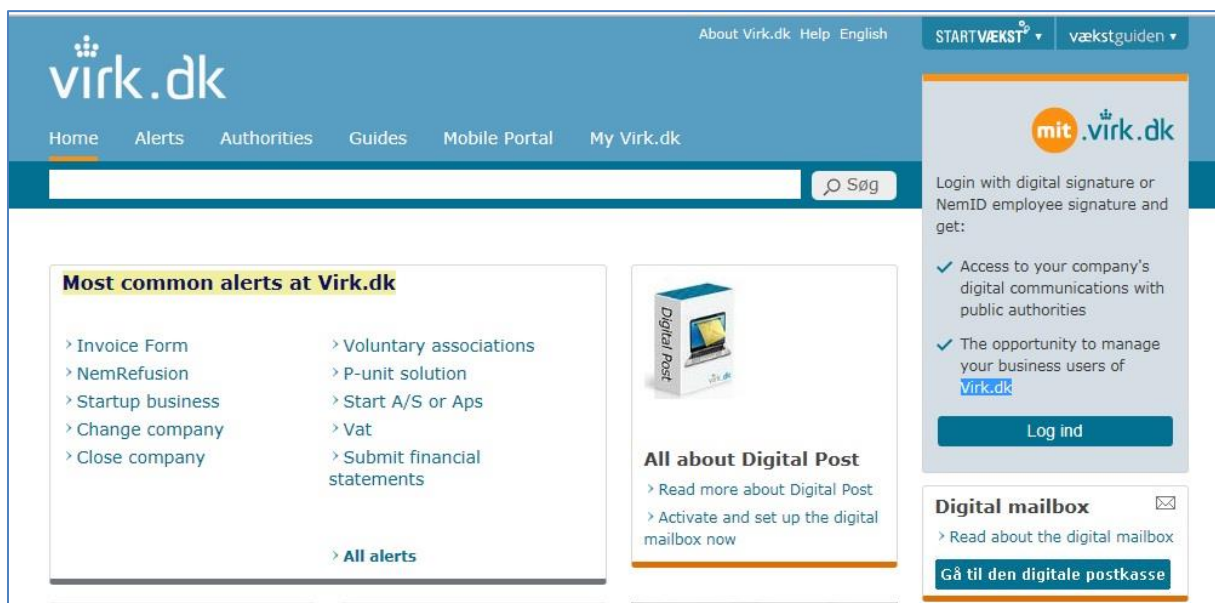 About Virk.dk Help English
STARTVÆKST
vækstguiden
virk.dk
Home Alerts Authorities Guides Mobile Portal My Virk.dk
Søg
mit.virk.dk
Login with digital signature or
NemID employee signature and
get:
Access to your company's
digital communications with
public authorities
The opportunity to manage
your business users of
Virk.dk
Log ind
Most common alerts at Virk.dk
Invoice Form
NemRefusion
Startup business
Change company
Close company
Voluntary associations
P-unit solution
Start A/S or Aps
Vat
Submit financial
statements
All alerts
Digital Post
virk.dk
All about Digital Post
Read more about Digital Post
Activate and set up the digital
mailbox now
Digital mailbox
Read about the digital mailbox
Gå til den digitale postkasse